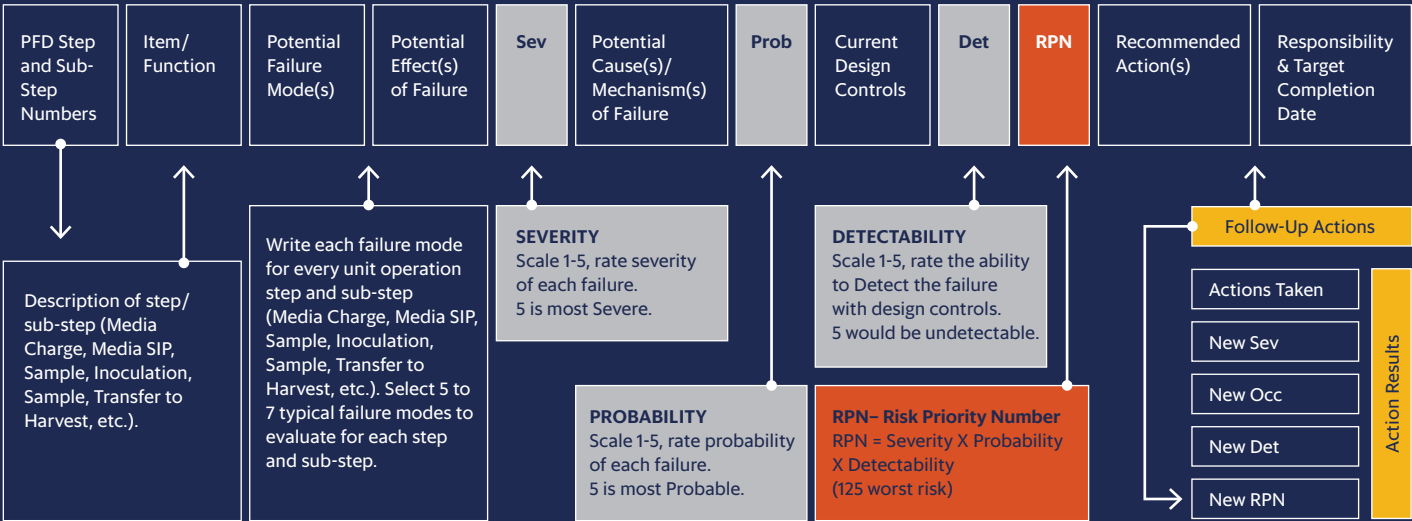 PFD Step
and Sub-
Step
Numbers
Item/
Function
Potential
Failure
Mode(s)
Potential
Effect(s)
of Failure
Sev
Potential
Cause(s)/
Mechanism(s)
of Failure
Prob
Current
Design
Controls
Det
RPN
Recommended
Action(s)
Responsibility
& Target
Completion
Date
Description of step/
sub-step (Media
Charge, Media SIP,
Sample, Inoculation,
Sample, Transfer to
Harvest, etc.).
Write each failure mode
for every unit operation
step and sub-step
(Media Charge, Media SIP,
Sample, Inoculation,
Sample, Transfer to
Harvest, etc.). Select 5 to
7 typical failure modes to
evaluate for each step
and sub-step.
SEVERITY
Scale 1-5, rate severity
of each failure.
5 is most Severe.
PROBABILITY
Scale 1-5, rate probability
of each failure.
5 is most Probable.
DETECTABILITY
Scale 1-5, rate the ability
to Detect the failure
with design controls.
5 would be undetectable.
RPN– Risk Priority Number
RPN = Severity X Probability
X Detectability
(125 worst risk)
Follow-Up Actions
Actions Taken
New Sev
New Occ
New Det
New RPN
Action Results